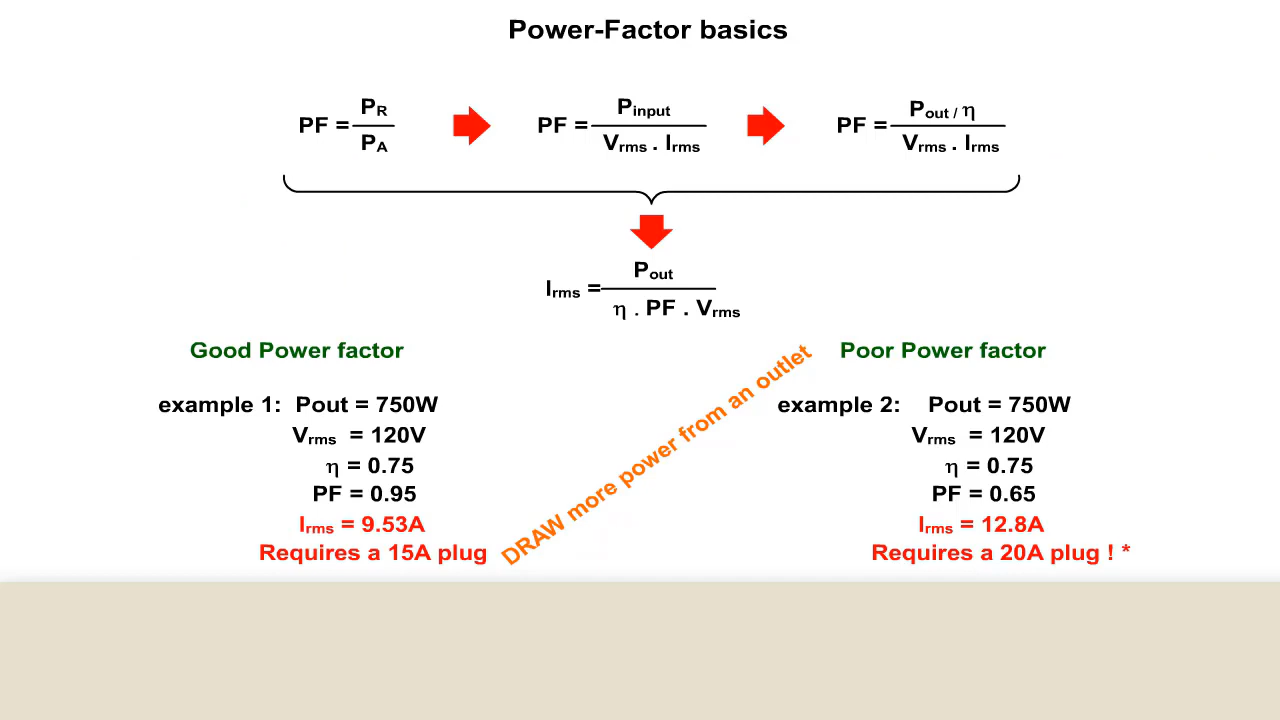 Power-Factor basics
PF = PR / PA
PF = Pinput / Vrms . Irms
PF = Pout / η / Vrms . Irms
Irms = Pout / η . PF . Vrms
Good Power factor
example 1: Pout = 750W
Vrms = 120V
η = 0.75
PF = 0.95
Irms = 9.53A
Requires a 15A plug
DRAW more power from an outlet
Poor Power factor
example 2: Pout = 750W
Vrms = 120V
η = 0.75
PF = 0.65
Irms = 12.8A
Requires a 20A plug ! *